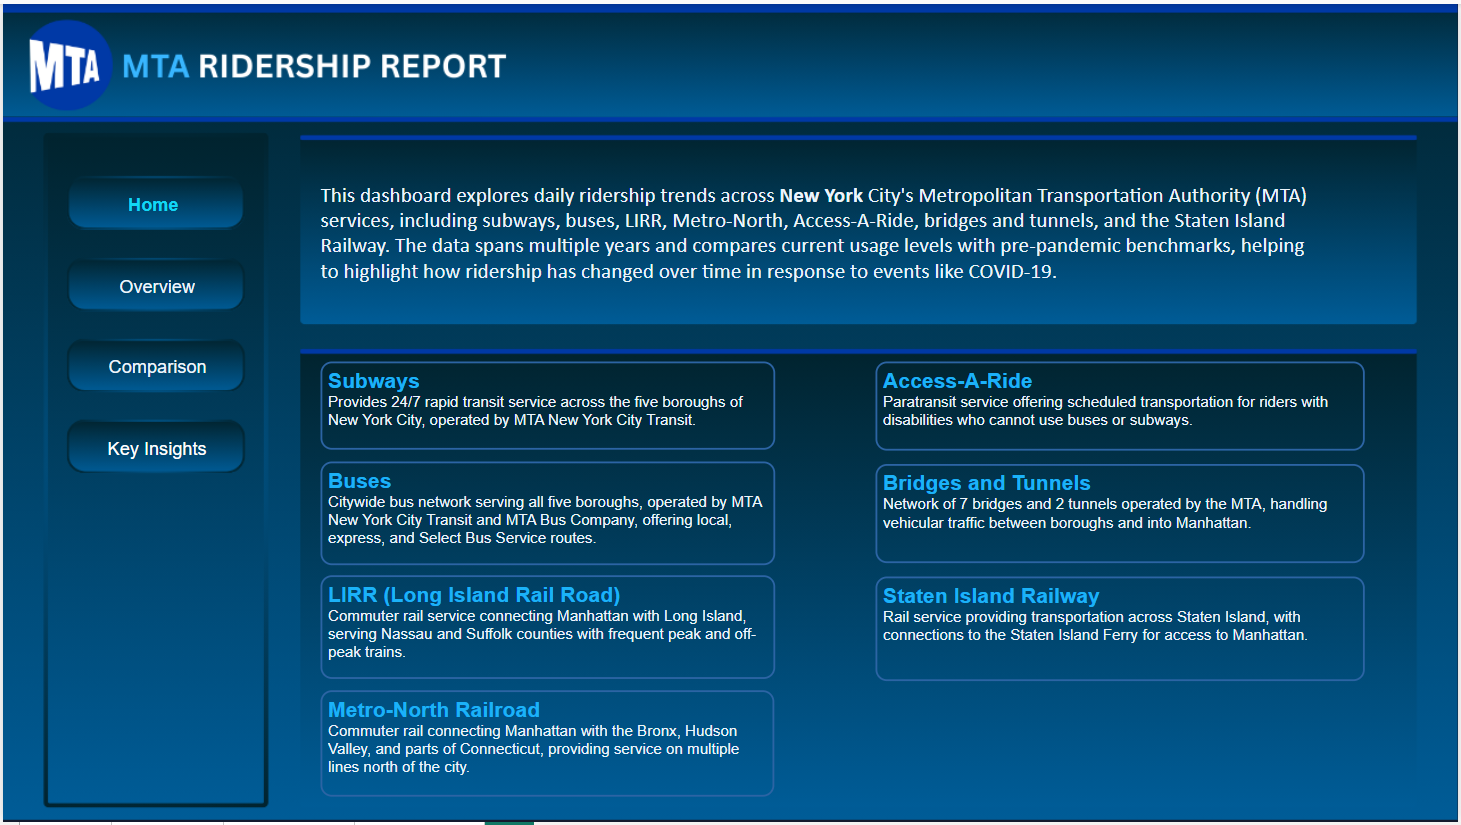 MTA
MTA RIDERSHIP REPORT
Home
Overview
Comparison
Key Insights
This dashboard explores daily ridership trends across New York City's Metropolitan Transportation Authority (MTA)
services, including subways, buses, LIRR, Metro-North, Access-A-Ride, bridges and tunnels, and the Staten Island
Railway. The data spans multiple years and compares current usage levels with pre-pandemic benchmarks, helping
to highlight how ridership has changed over time in response to events like COVID-19.
Subways
Provides 24/7 rapid transit service across the five boroughs of
New York City, operated by MTA New York City Transit.
Buses
Citywide bus network serving all five boroughs, operated by MTA
New York City Transit and MTA Bus Company, offering local,
express, and Select Bus Service routes.
LIRR (Long Island Rail Road)
Commuter rail service connecting Manhattan with Long Island,
serving Nassau and Suffolk counties with frequent peak and off-
peak trains.
Metro-North Railroad
Commuter rail connecting Manhattan with the Bronx, Hudson
Valley, and parts of Connecticut, providing service on multiple
lines north of the city.
Access-A-Ride
Paratransit service offering scheduled transportation for riders with
disabilities who cannot use buses or subways.
Bridges and Tunnels
Network of 7 bridges and 2 tunnels operated by the MTA, handling
vehicular traffic between boroughs and into Manhattan.
Staten Island Railway
Rail service providing transportation across Staten Island, with
connections to the Staten Island Ferry for access to Manhattan.